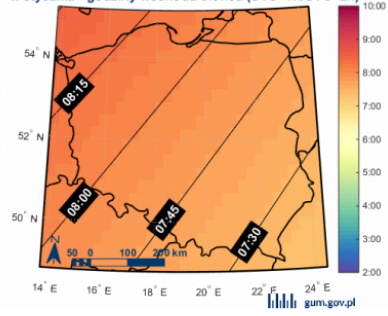 10:00
54° N
9:00
08:15
8:00
7:00
52° N
6:00
5:00
08:00
07:45
4:00
50° N
07:30
3:00
50 0 100 200 km
2:00
14° E 16° E 18° E 20° E 22° E 24° E
gum.gov.pl